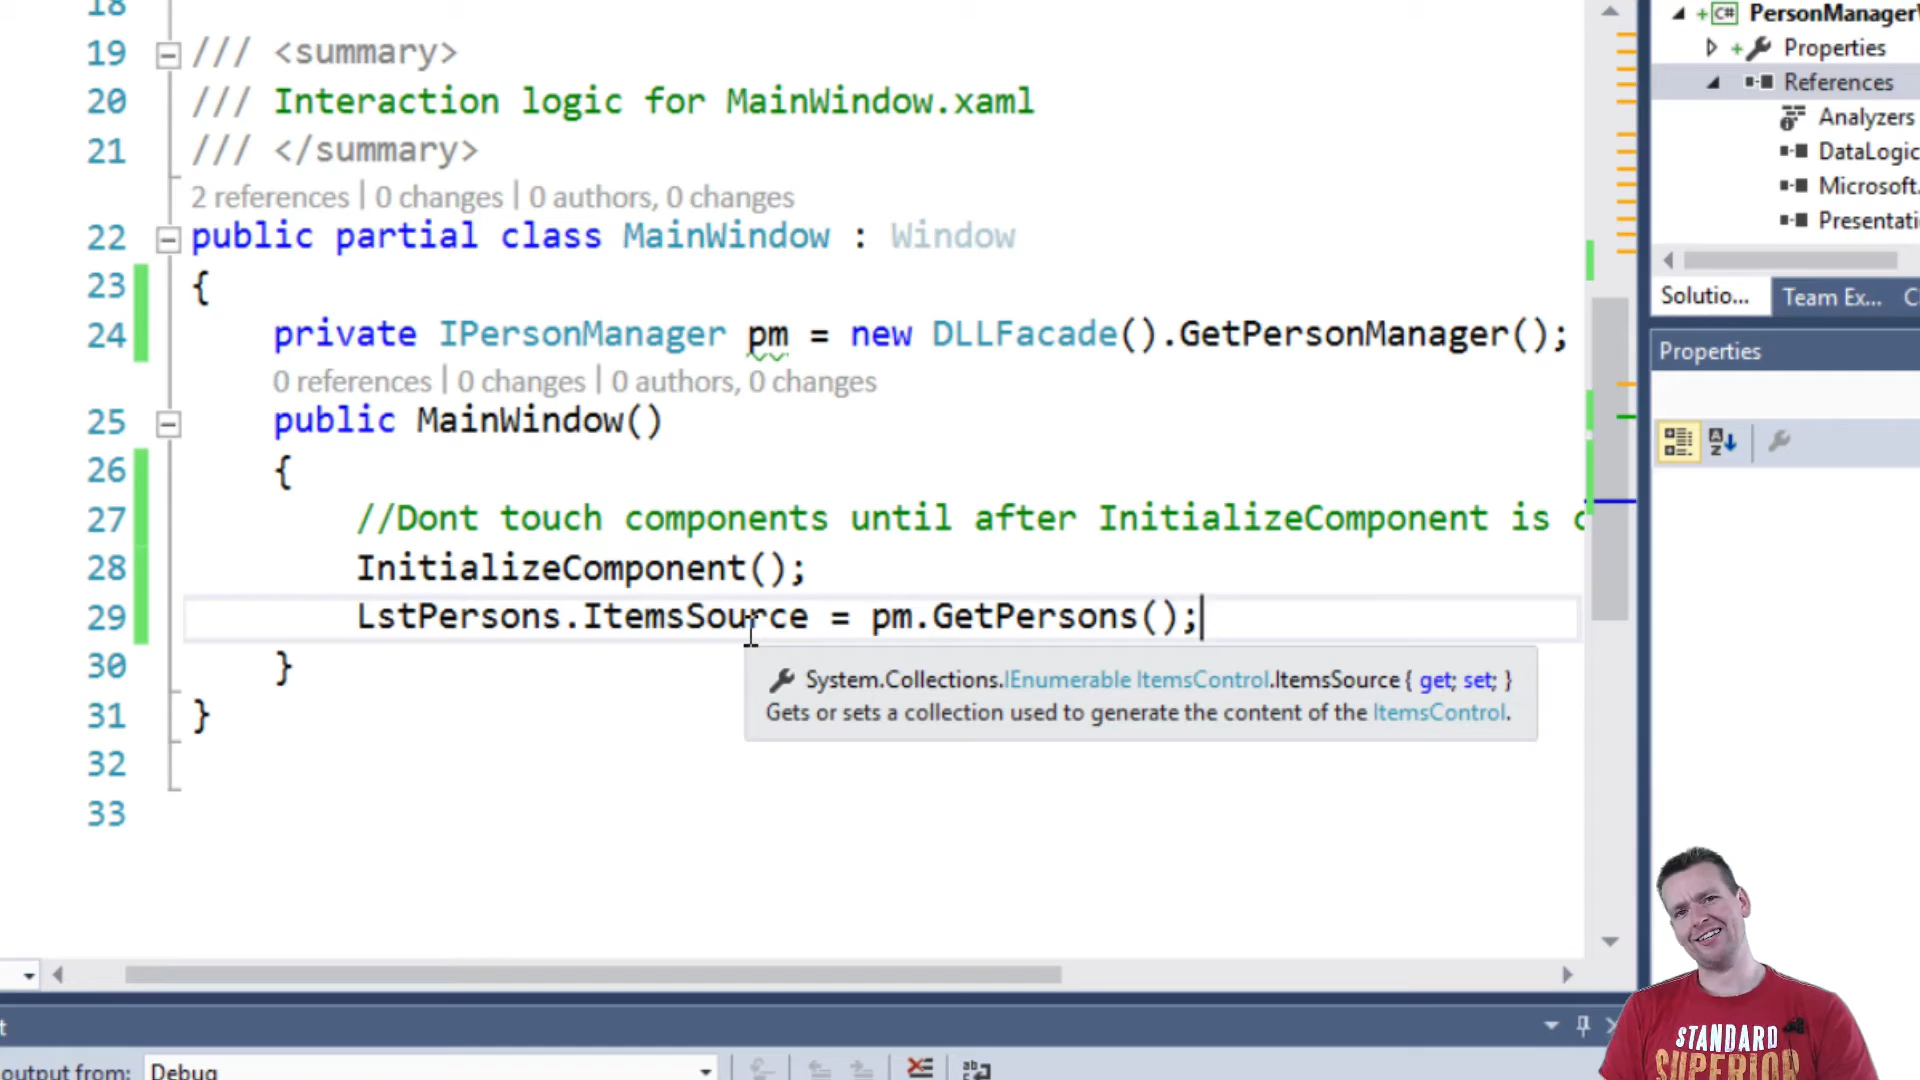 18
19 /// <summary>
20 /// Interaction logic for MainWindow.xaml
21 /// </summary>
2 references | 0 changes | 0 authors, 0 changes
22 public partial class MainWindow : Window
23 {
24 private IPersonManager pm = new DLLFacade().GetPersonManager();
0 references | 0 changes | 0 authors, 0 changes
25 public MainWindow()
26 {
27 //Dont touch components until after InitializeComponent is
28 InitializeComponent();
29 LstPersons.ItemsSource = pm.GetPersons();
System.Collections.IEnumerable ItemsControl.ItemsSource { get; set; }
Gets or sets a collection used to generate the content of the ItemsControl.
30 }
31 }
32
33
output from: Debug
C# PersonManager
Properties
References
Analyzers
DataLogic
Microsoft.
Presentati
Solutio... Team Ex... C
Properties
STANDARD
SUPERIOR